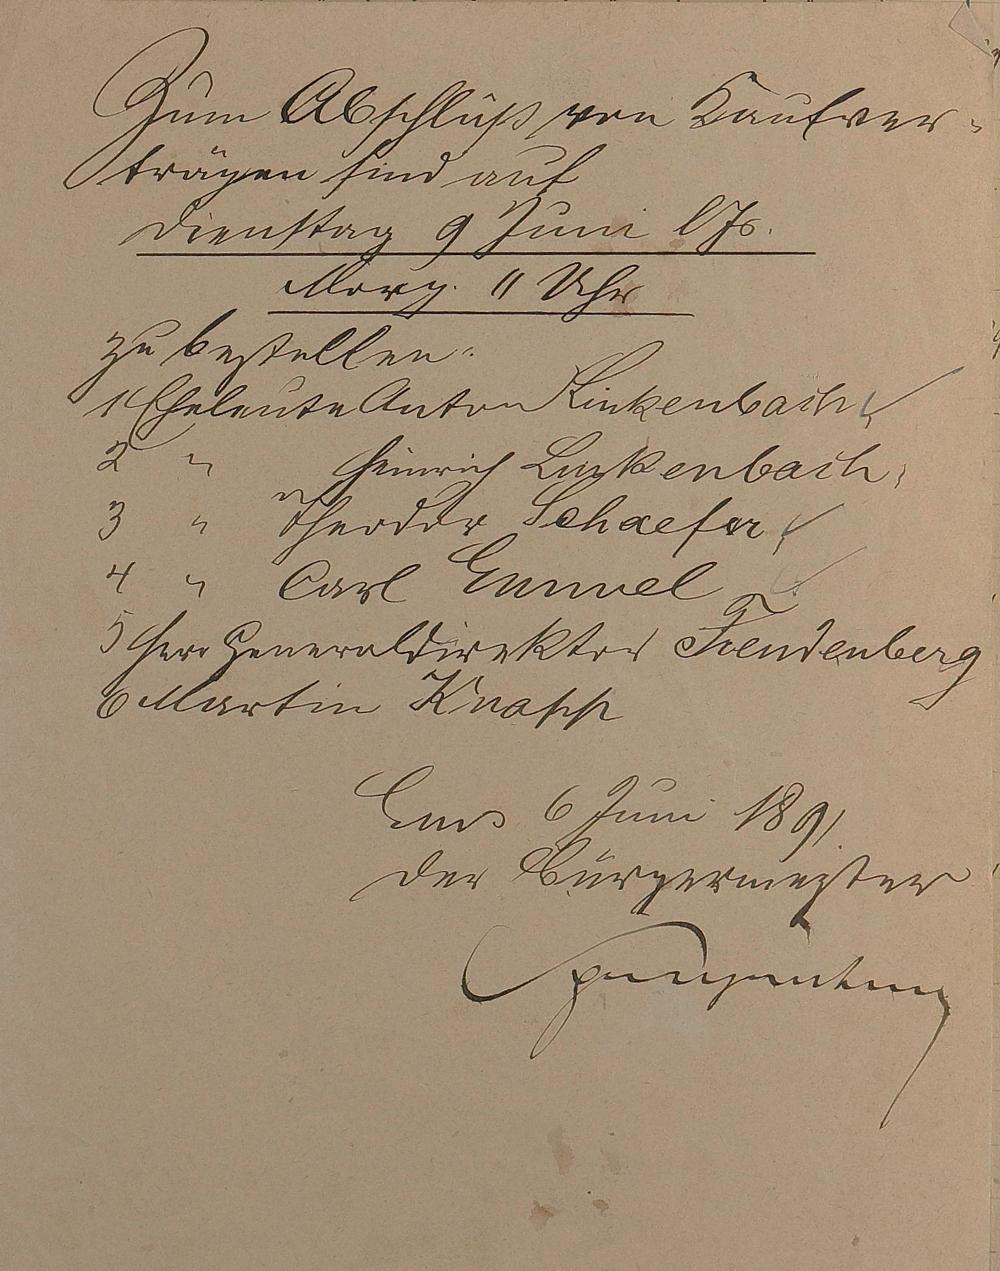 Zum Abschluß von Kaufver-
trägen sind auf
Dienstag 9 Juni l Js.
Morg. 11 Uhr
zu bestellen:
1 Eheleute Anton Linkenbach
2 " Heinrich Linkenbach,
3 " Theodor Schaefer,
4 " Carl
5 Herr Generaldirektor Freudenberg
6 Martin Knapp
Ems 6 Juni 1891
Der Bürgermeister